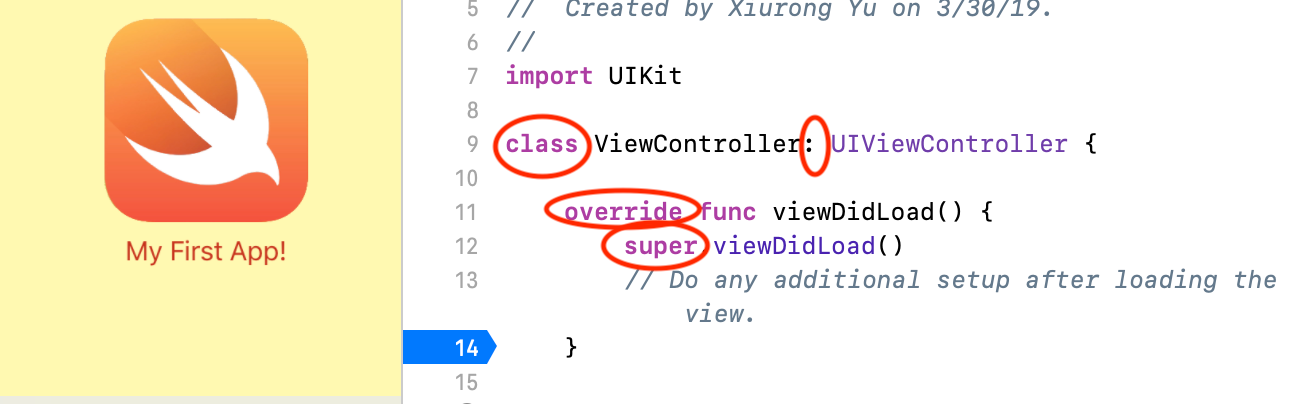 My First App!
5 // Created by Xiurong Yu on 3/30/19.
6 //
7 import UIKit
8
9 class ViewController: UIViewController {
10
11 override func viewDidLoad() {
12 super.viewDidLoad()
13 // Do any additional setup after loading the
view.
14 }
15